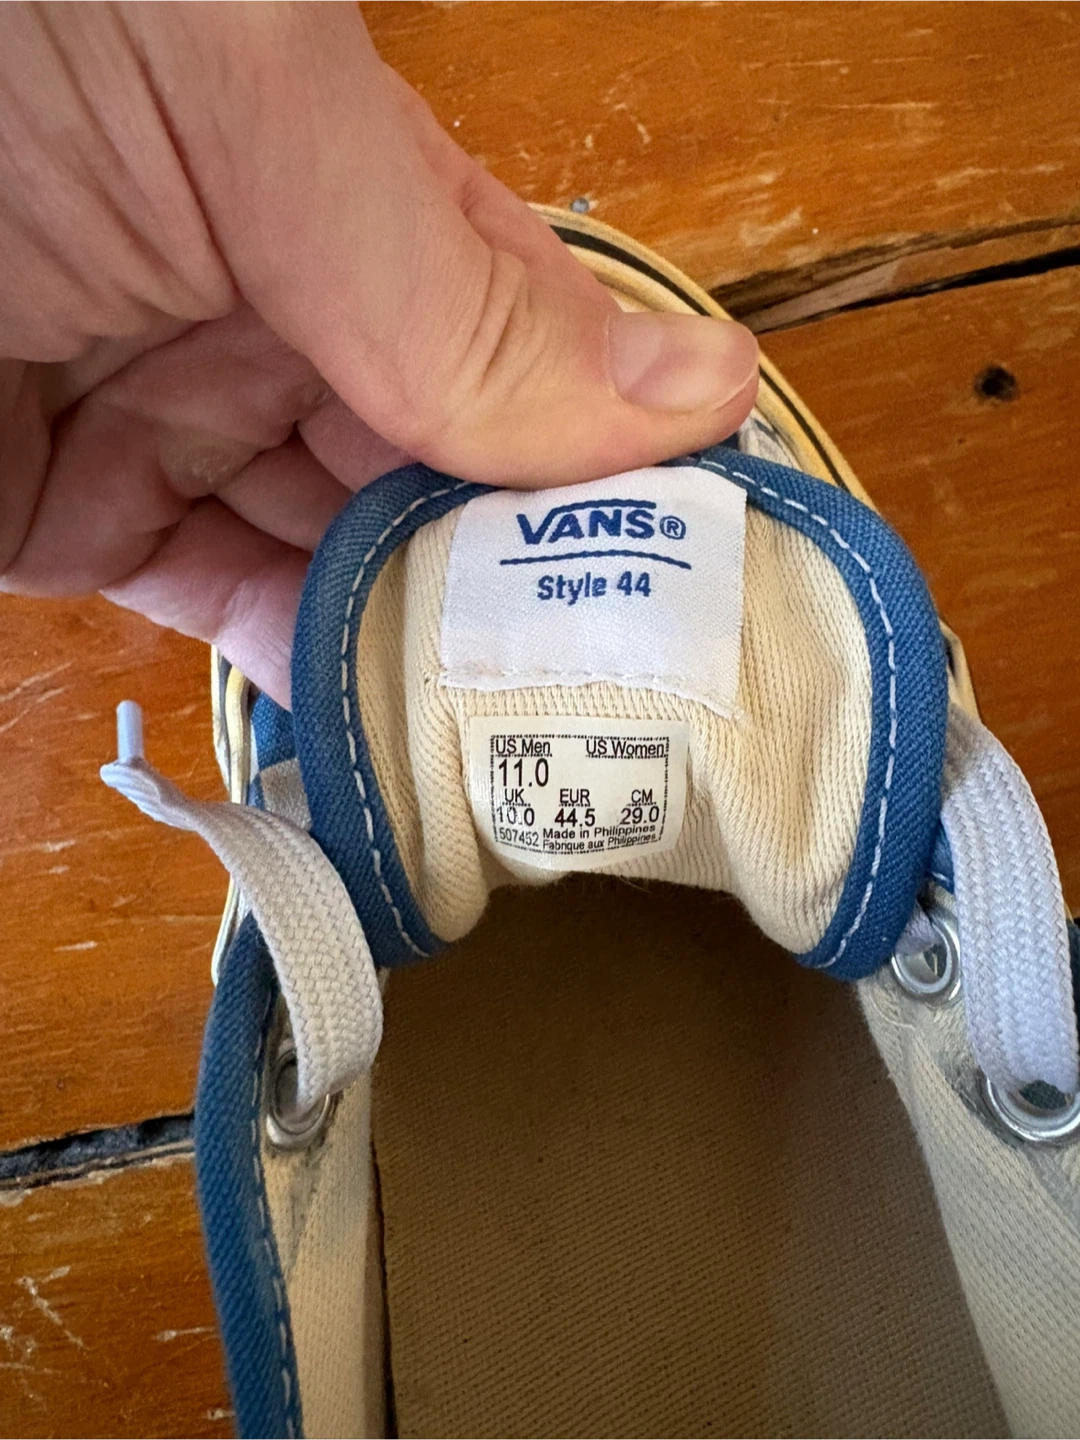 VANS®
Style 44
US Men US Women
11.0
UK EUR CM
10.0 44.5 29.0
507452 Made in Philippines
Fabrique aux Philippines